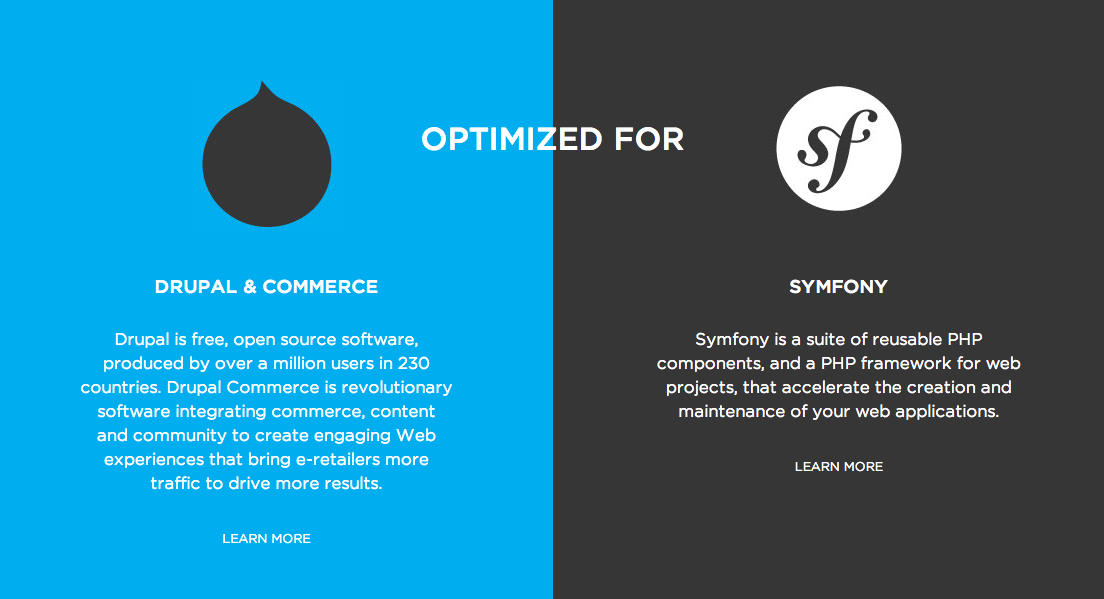 OPTIMIZED FOR
sf
DRUPAL & COMMERCE
Drupal is free, open source software,
produced by over a million users in 230
countries. Drupal Commerce is revolutionary
software integrating commerce, content
and community to create engaging Web
experiences that bring e-retailers more
traffic to drive more results.
LEARN MORE
SYMFONY
Symfony is a suite of reusable PHP
components, and a PHP framework for web
projects, that accelerate the creation and
maintenance of your web applications.
LEARN MORE